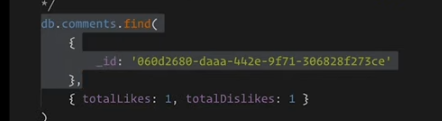 */
db.comments.find(
{
_id: '060d2680-daaa-442e-9f71-306828f273ce'
},
{ totalLikes: 1, totalDislikes: 1 }
)